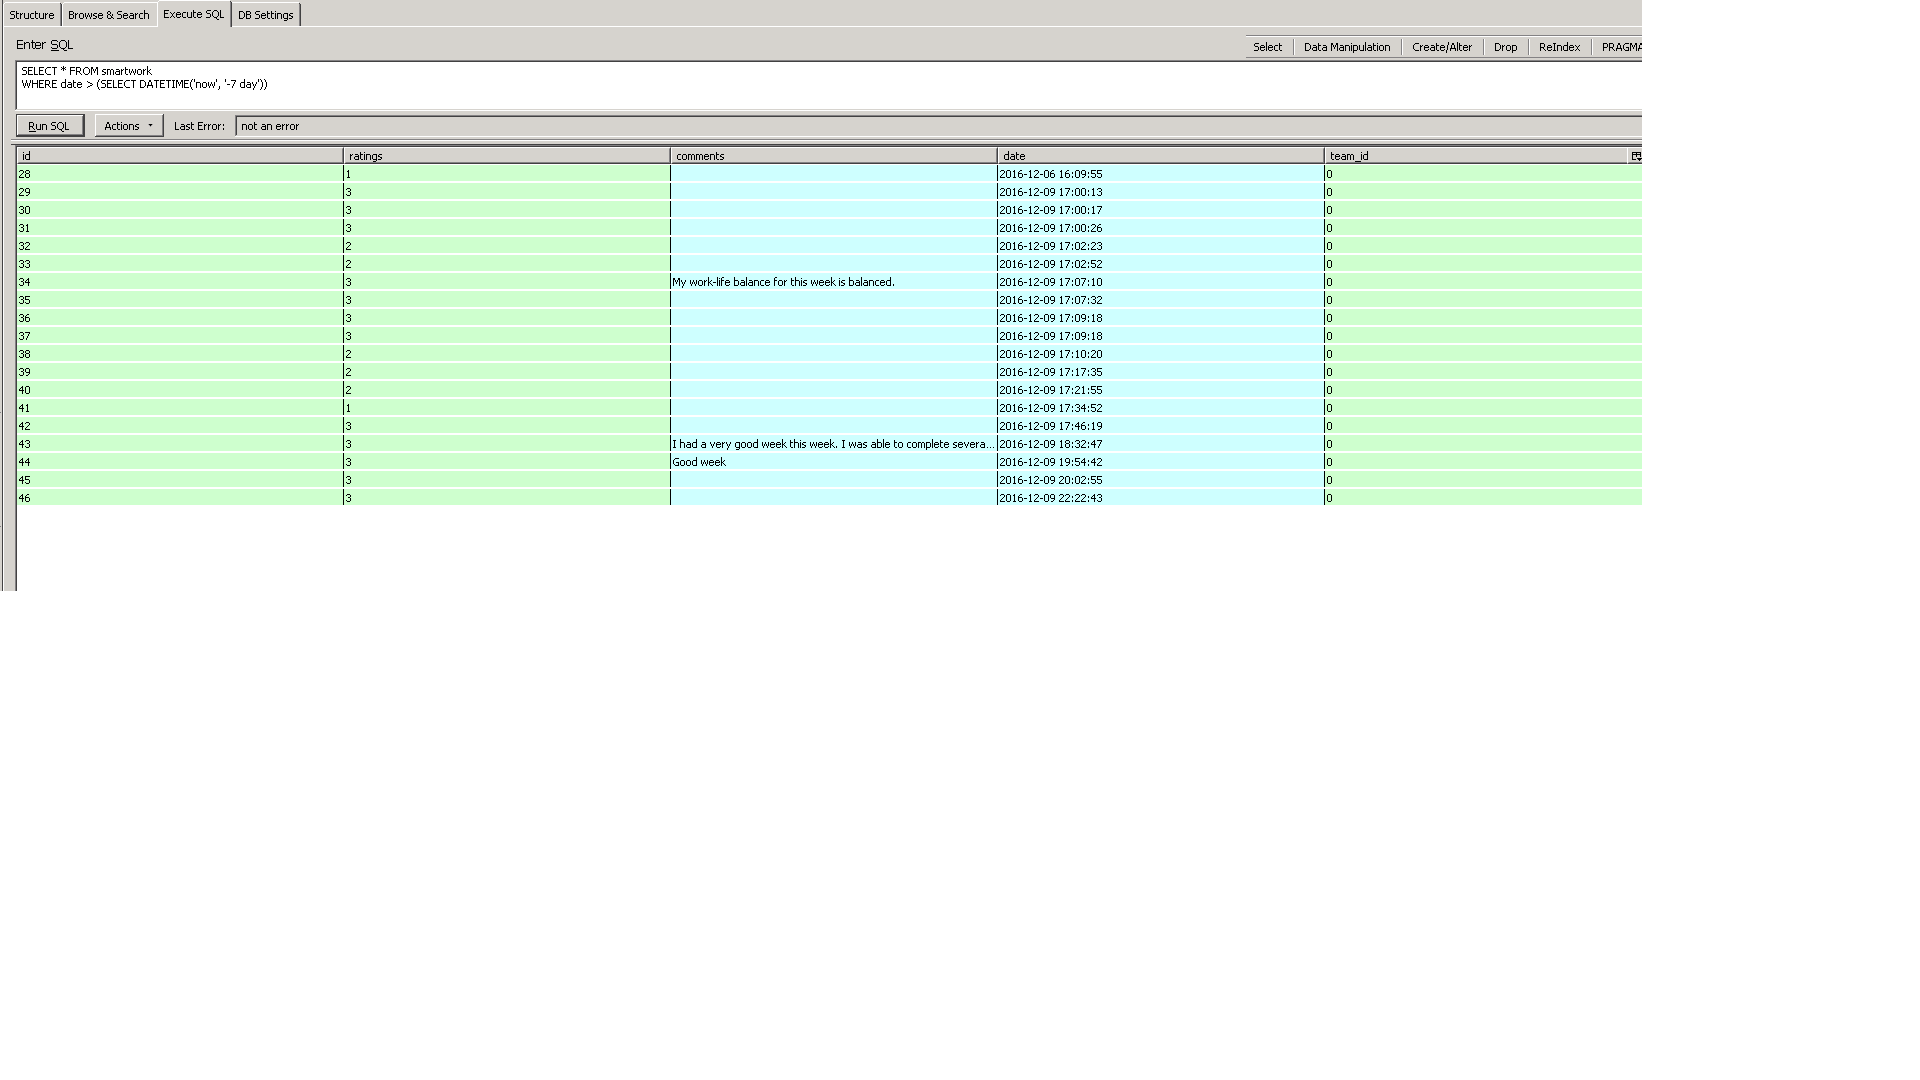 Structure Browse & Search Execute SQL DB Settings
Enter SQL
Select Data Manipulation Create/Alter Drop ReIndex PRAGMA
SELECT * FROM smartwork
WHERE date > (SELECT DATETIME('now', '-7 day'))
Run SQL Actions Last Error: not an error
id ratings comments date team_id
28 1 2016-12-06 16:09:55 0
29 3 2016-12-09 17:00:13 0
30 3 2016-12-09 17:00:17 0
31 3 2016-12-09 17:00:26 0
32 2 2016-12-09 17:02:23 0
33 2 2016-12-09 17:02:52 0
34 3 My work-life balance for this week is balanced. 2016-12-09 17:07:10 0
35 3 2016-12-09 17:07:32 0
36 3 2016-12-09 17:09:18 0
37 3 2016-12-09 17:09:18 0
38 2 2016-12-09 17:10:20 0
39 2 2016-12-09 17:17:35 0
40 2 2016-12-09 17:21:55 0
41 1 2016-12-09 17:34:52 0
42 3 2016-12-09 17:46:19 0
43 3 I had a very good week this week. I was able to complete severa... 2016-12-09 18:32:47 0
44 3 Good week 2016-12-09 19:54:42 0
45 3 2016-12-09 20:02:55 0
46 3 2016-12-09 22:22:43 0